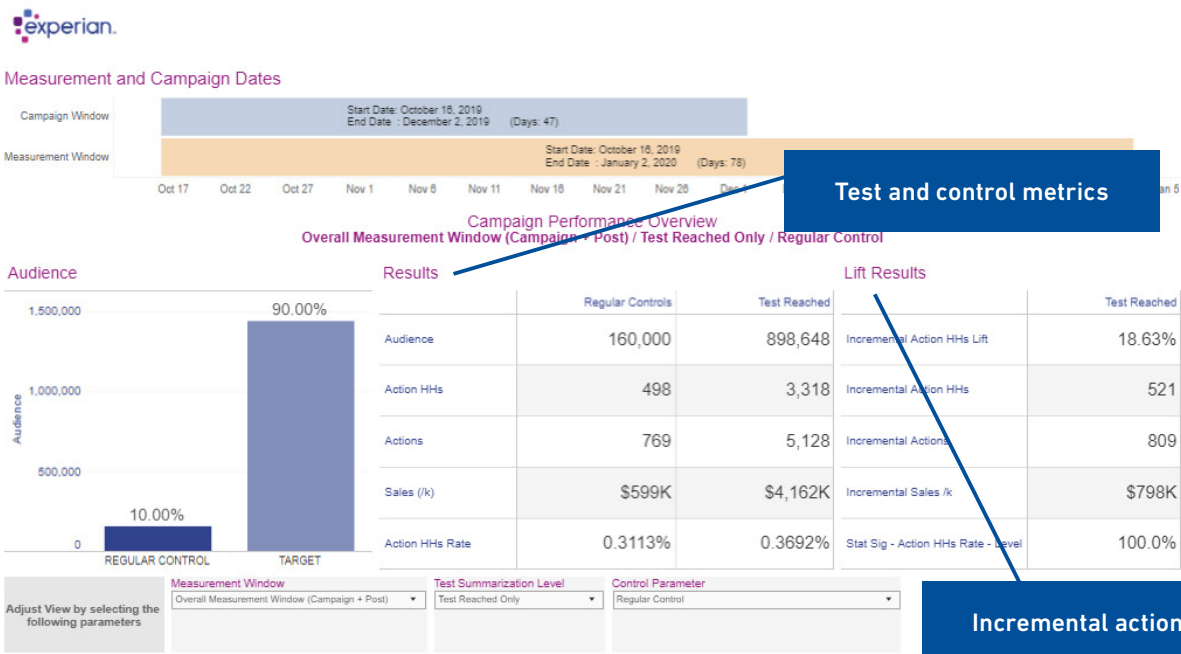 experian.
Measurement and Campaign Dates
Campaign Window
Start Date: October 16, 2019
End Date : December 2, 2019 (Days: 47)
Measurement Window
Start Date: October 16, 2019
End Date : January 2, 2020 (Days: 78)
Oct 17 Oct 22 Oct 27 Nov 1 Nov 6 Nov 11 Nov 16 Nov 21 Nov 26
Test and control metrics
Campaign Performance Overview
Overall Measurement Window (Campaign + Post) / Test Reached Only / Regular Control
Audience
1,500,000
1,000,000
500,000
0
Audience
10.00%
90.00%
REGULAR CONTROL TARGET
Results
Regular Controls Test Reached
Audience 160,000 898,648
Action HHs 498 3,318
Actions 769 5,128
Sales (/k) $599K $4,162K
Action HHs Rate 0.3113% 0.3692%
Lift Results
Test Reached
Incremental Action HHs Lift 18.63%
Incremental Action HHs 521
Incremental Actions 809
Incremental Sales /k $798K
Stat Sig - Action HHs Rate - Level 100.0%
Adjust View by selecting the
following parameters
Measurement Window
Overall Measurement Window (Campaign + Post)
Test Summarization Level
Test Reached Only
Control Parameter
Regular Control
Incremental action